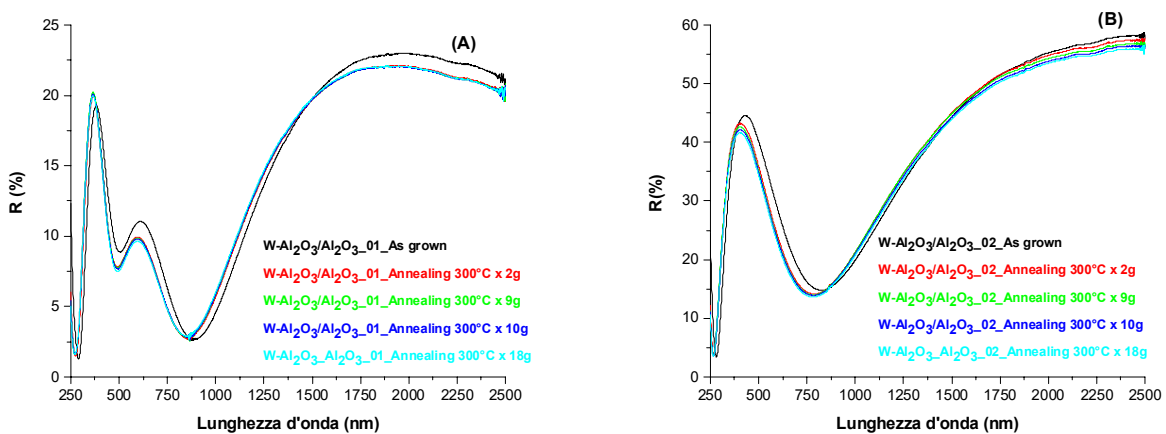 (A)
25
20
15
10
5
0
R (%)
W-Al2O3/Al2O3_01_As grown
W-Al2O3/Al2O3_01_Annealing 300°C x 2g
W-Al2O3/Al2O3_01_Annealing 300°C x 9g
W-Al2O3/Al2O3_01_Annealing 300°C x 10g
W-Al2O3_Al2O3_01_Annealing 300°C x 18g
250 500 750 1000 1250 1500 1750 2000 2250 2500
Lunghezza d'onda (nm)
(B)
60
50
40
30
20
10
0
R(%)
W-Al2O3/Al2O3_02_As grown
W-Al2O3/Al2O3_02_Annealing 300°C x 2g
W-Al2O3/Al2O3_02_Annealing 300°C x 9g
W-Al2O3/Al2O3_02_Annealing 300°C x 10g
W-Al2O3_Al2O3_02_Annealing 300°C x 18g
250 500 750 1000 1250 1500 1750 2000 2250 2500
Lunghezza d'onda (nm)